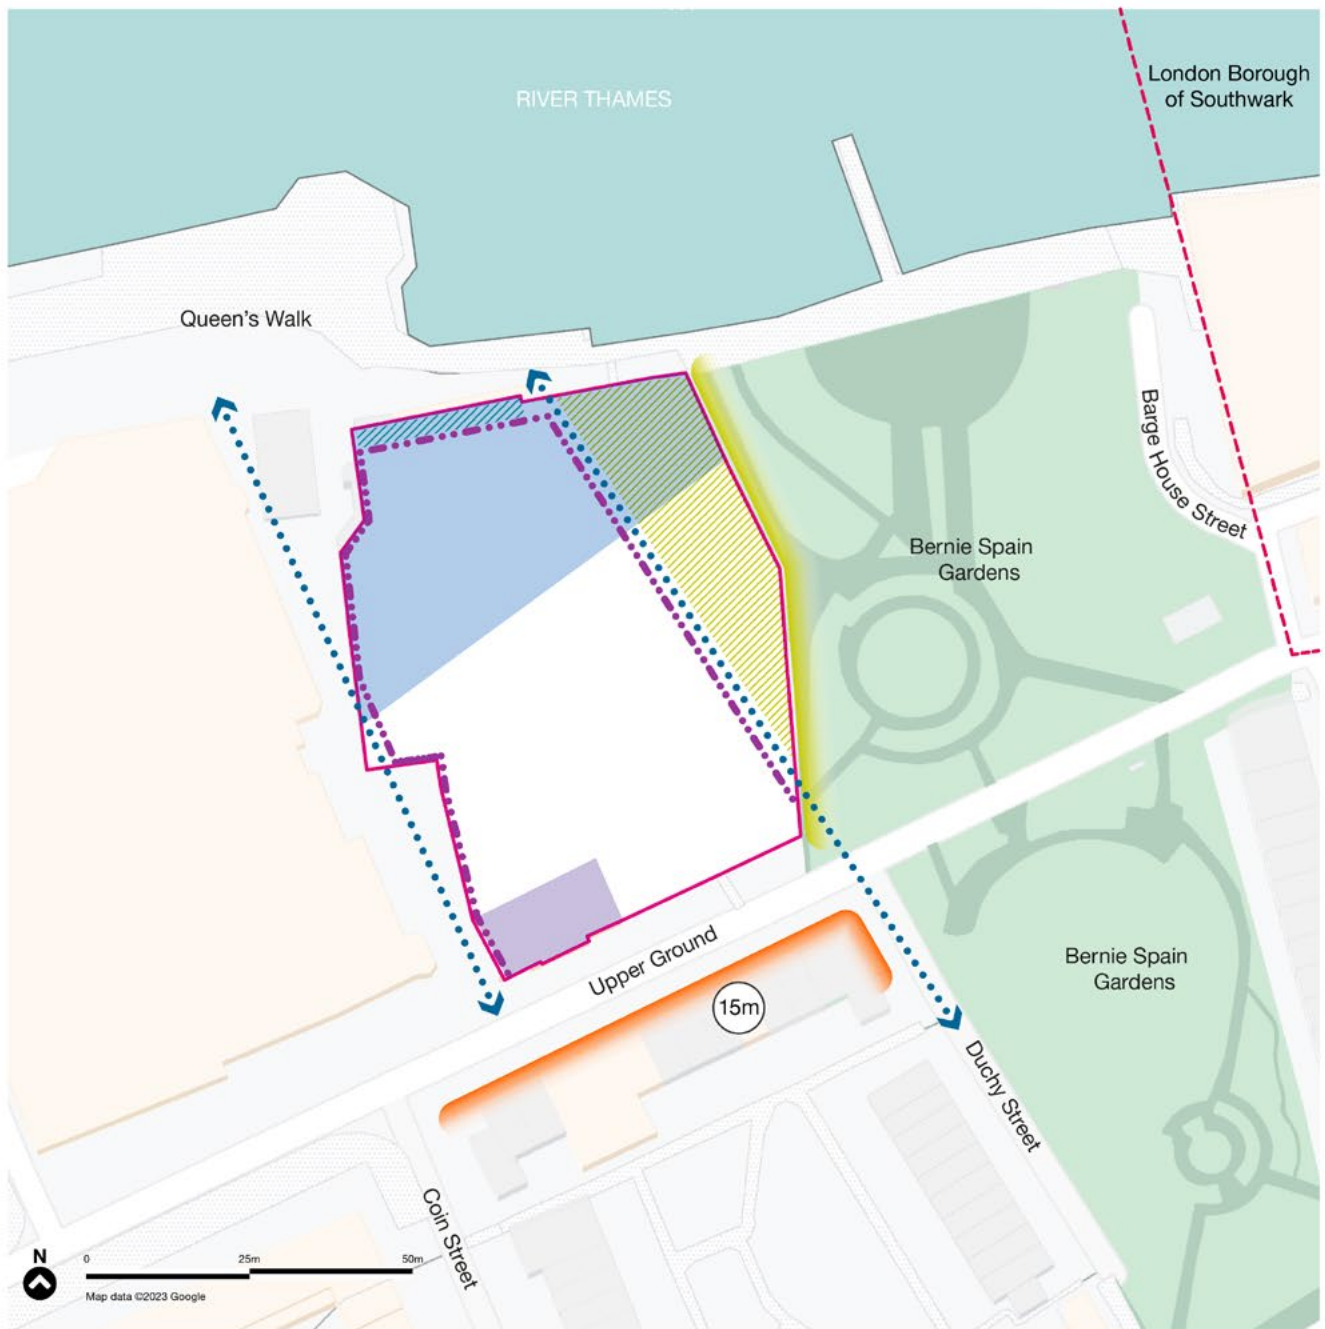 London Borough
of Southwark
RIVER THAMES
Queen's Walk
Barge House Street
Bernie Spain
Gardens
Upper Ground
Bernie Spain
Gardens
15m
Duchy Street
Coin Street
N
0 25m 50m
Map data ©2023 Google